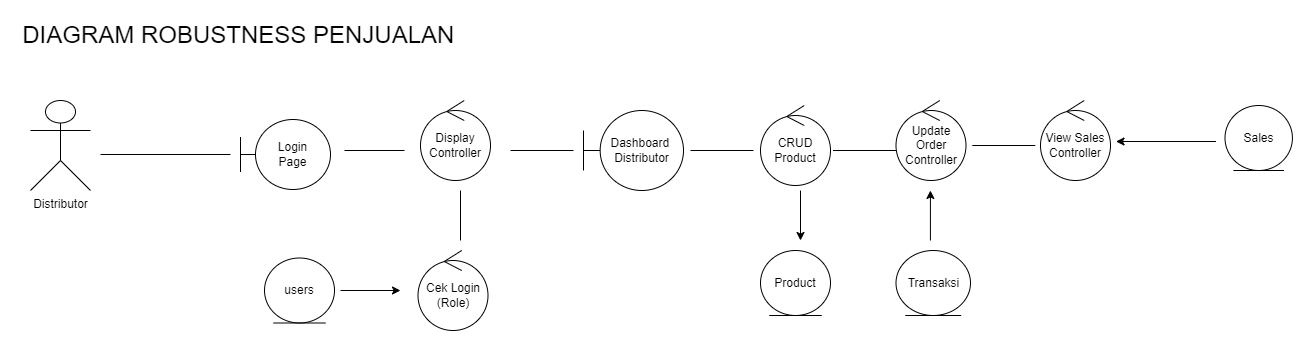 DIAGRAM ROBUSTNESS PENJUALAN
Distributor
Login
Page
Display
Controller
Dashboard
Distributor
CRUD
Product
Update
Order
Controller
View Sales
Controller
Sales
users
Cek Login
(Role)
Product
Transaksi